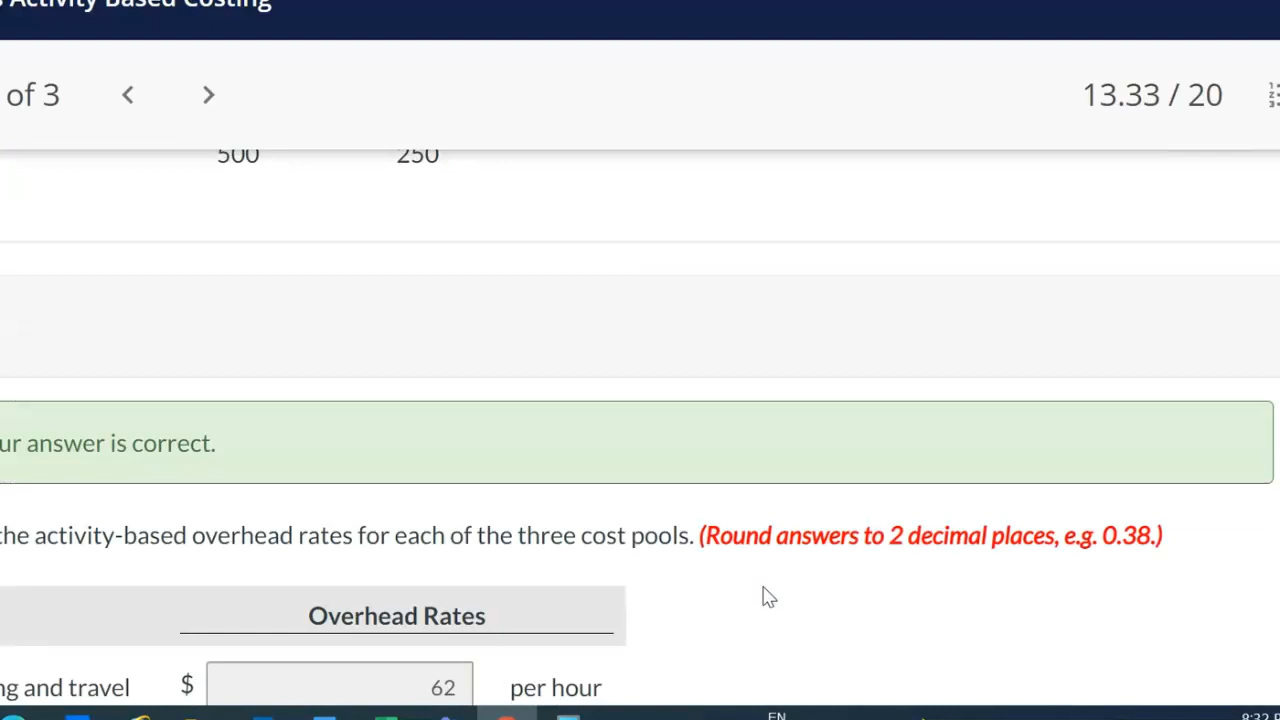 Activity Based Costing
of 3 < > 13.33 / 20
500 250
ur answer is correct.
the activity-based overhead rates for each of the three cost pools. (Round answers to 2 decimal places, e.g. 0.38.)
Overhead Rates
ng and travel $ 62 per hour
EN